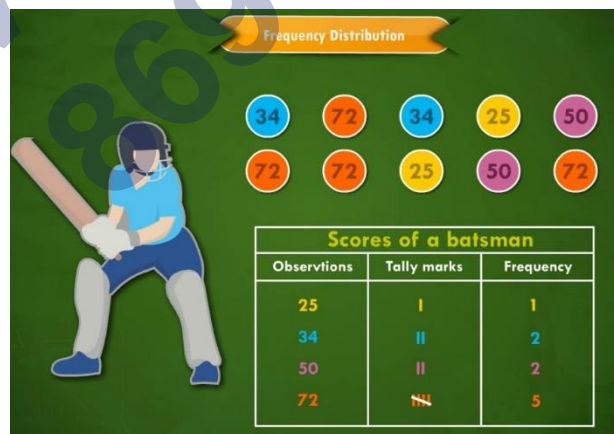 869
Frequency Distribution
34 72 34 25 50
72 72 25 50 72
Scores of a batsman
Observtions Tally marks Frequency
25 I 1
34 II 2
50 II 2
72 5